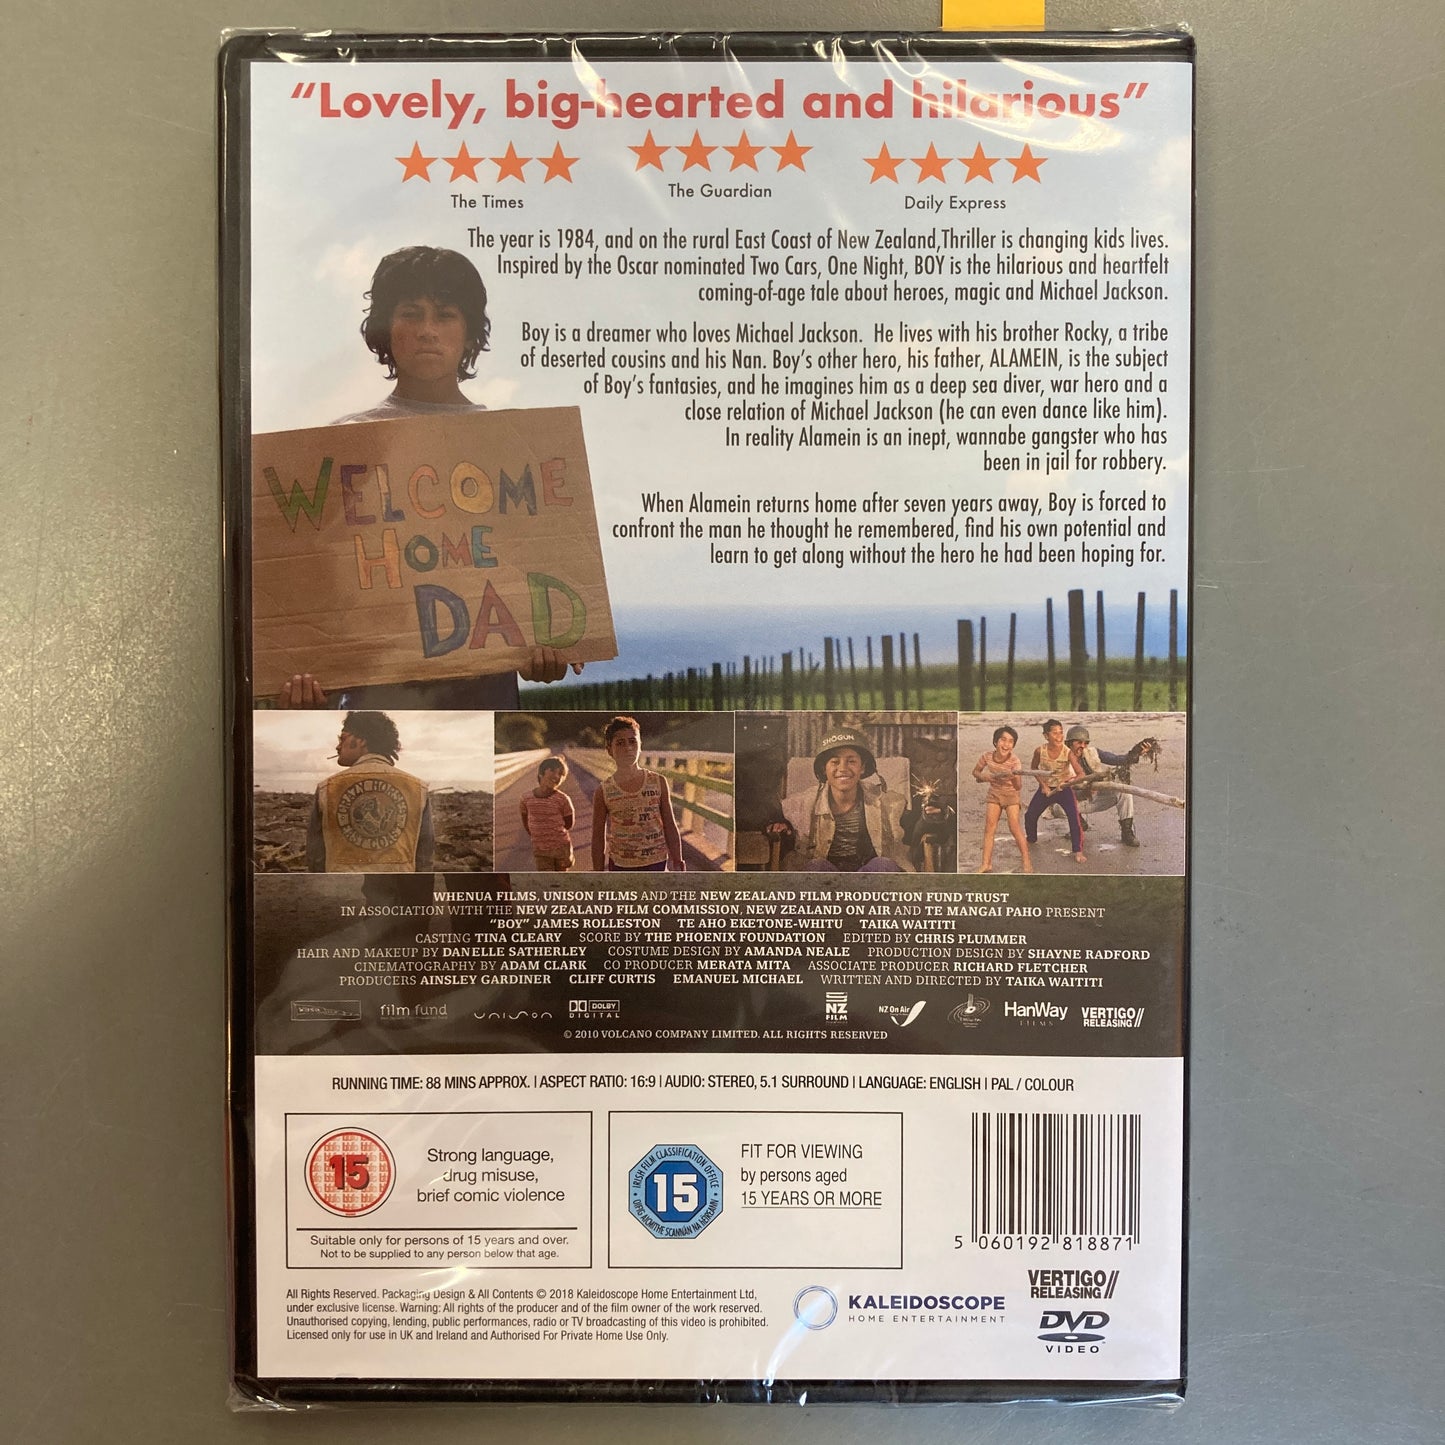 “Lovely, big-hearted and hilarious”
The Times
The Guardian
Daily Express
The year is 1984, and on the rural East Coast of New Zealand,Thriller is changing kids lives.
Inspired by the Oscar nominated Two Cars, One Night, BOY is the hilarious and heartfelt
coming-of-age tale about heroes, magic and Michael Jackson.
Boy is a dreamer who loves Michael Jackson. He lives with his brother Rocky, a tribe
of deserted cousins and his Nan. Boy's other hero, his father, ALAMEIN, is the subject
of Boy's fantasies, and he imagines him as a deep sea diver, war hero and a
close relation of Michael Jackson (he can even dance like him).
In reality Alamein is an inept, wannabe gangster who has
been in jail for robbery.
When Alamein returns home after seven years away, Boy is forced to
confront the man he thought he remembered, find his own potential and
learn to get along without the hero he had been hoping for.
WELCOME
HOME
DAD
CRAZY HORSES
EAST COAST
SHŌGUN
WHENUA FILMS, UNISON FILMS AND THE NEW ZEALAND FILM PRODUCTION FUND TRUST
IN ASSOCIATION WITH THE NEW ZEALAND FILM COMMISSION, NEW ZEALAND ON AIR AND TE MANGAI PAHO PRESENT
“BOY” JAMES ROLLESTON TE AHO EKETONE-WHITU TAIKA WAITITI
CASTING TINA CLEARY SCORE BY THE PHOENIX FOUNDATION EDITED BY CHRIS PLUMMER
HAIR AND MAKEUP BY DANELLE SATHERLEY COSTUME DESIGN BY AMANDA NEALE PRODUCTION DESIGN BY SHAYNE RADFORD
CINEMATOGRAPHY BY ADAM CLARK CO PRODUCER MERATA MITA ASSOCIATE PRODUCER RICHARD FLETCHER
PRODUCERS AINSLEY GARDINER CLIFF CURTIS EMANUEL MICHAEL WRITTEN AND DIRECTED BY TAIKA WAITITI
film fund
unison
DOLBY
DIGITAL
NZ
FILM
NZ On Air
HanWay
FILMS
VERTIGO
RELEASING
© 2010 VOLCANO COMPANY LIMITED. ALL RIGHTS RESERVED
RUNNING TIME: 88 MINS APPROX. | ASPECT RATIO: 16:9 | AUDIO: STEREO, 5.1 SURROUND | LANGUAGE: ENGLISH | PAL / COLOUR
15
Strong language,
drug misuse,
brief comic violence
Suitable only for persons of 15 years and over.
Not to be supplied to any person below that age.
IRISH FILM CLASSIFICATION OFFICE
15
OIFIG AICMITHE SCANNÁN NA HÉIREANN
FIT FOR VIEWING
by persons aged
15 YEARS OR MORE
5 060192 818871
All Rights Reserved. Packaging Design & All Contents © 2018 Kaleidoscope Home Entertainment Ltd,
under exclusive license. Warning: All rights of the producer and of the film owner of the work reserved.
Unauthorised copying, lending, public performances, radio or TV broadcasting of this video is prohibited.
Licensed only for use in UK and Ireland and Authorised For Private Home Use Only.
KALEIDOSCOPE
HOME ENTERTAINMENT
VERTIGO
RELEASING
DVD
VIDEO